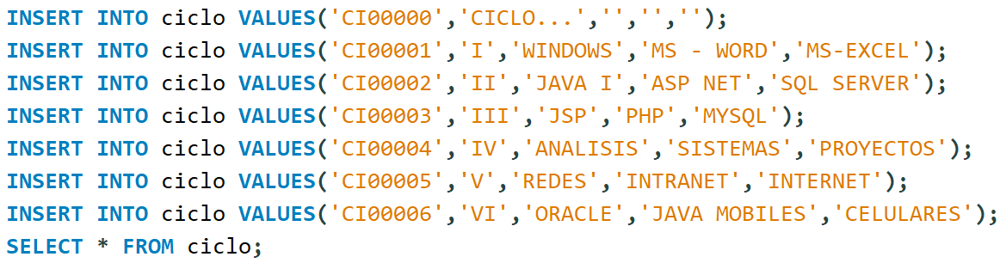 INSERT INTO ciclo VALUES('CI00000','CICLO...','','','');
INSERT INTO ciclo VALUES('CI00001','I','WINDOWS','MS - WORD','MS-EXCEL');
INSERT INTO ciclo VALUES('CI00002','II','JAVA I','ASP NET','SQL SERVER');
INSERT INTO ciclo VALUES('CI00003','III','JSP','PHP','MYSQL');
INSERT INTO ciclo VALUES('CI00004','IV','ANALISIS','SISTEMAS','PROYECTOS');
INSERT INTO ciclo VALUES('CI00005','V','REDES','INTRANET','INTERNET');
INSERT INTO ciclo VALUES('CI00006','VI','ORACLE','JAVA MOBILES','CELULARES');
SELECT * FROM ciclo;